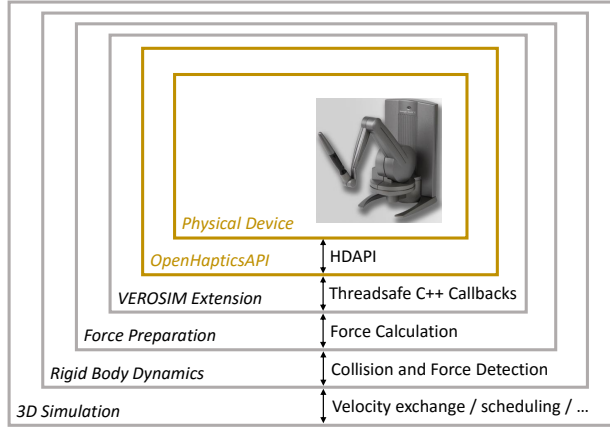 Physical Device
OpenHapticsAPI
HDAPI
VEROSIM Extension
Threadsafe C++ Callbacks
Force Preparation
Force Calculation
Rigid Body Dynamics
Collision and Force Detection
3D Simulation
Velocity exchange / scheduling / …